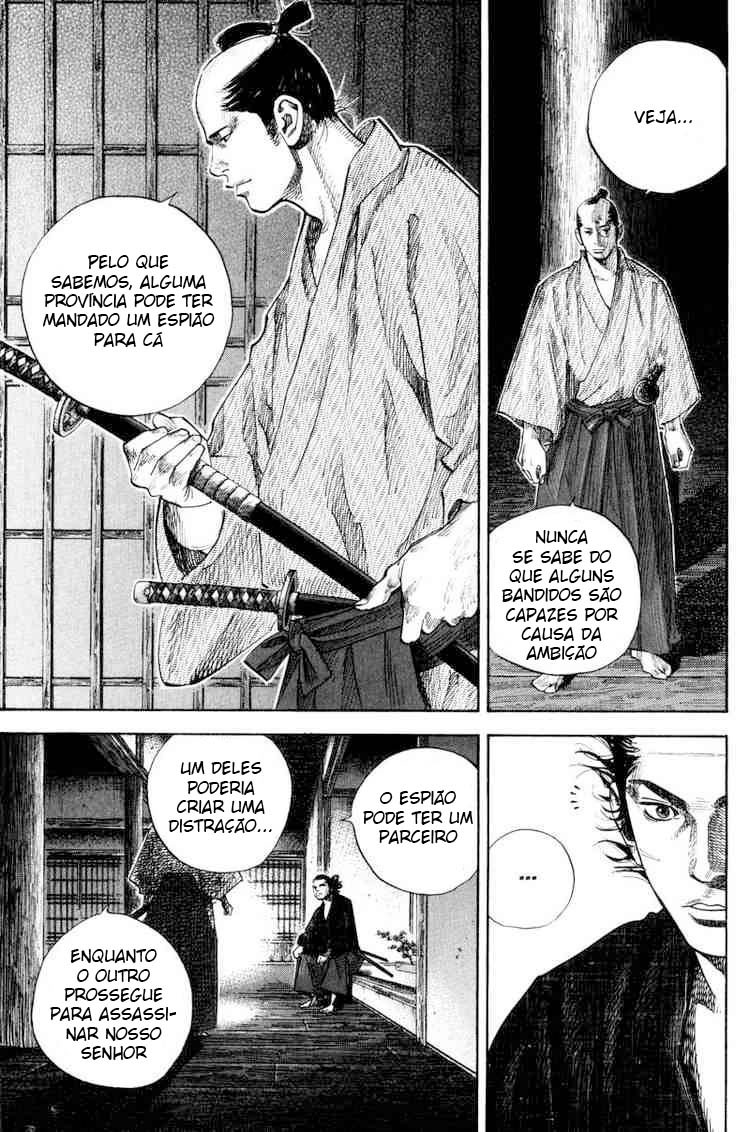 VEJA...
NUNCA
SE SABE DO
QUE ALGUNS
BANDIDOS SÃO
CAPAZES POR
CAUSA DA
AMBIÇÃO
PELO QUE
SABEMOS, ALGUMA
PROVÍNCIA PODE TER
MANDADO UM ESPIÃO
PARA CÁ
...
O ESPIÃO
PODE TER UM
PARCEIRO
UM DELES
PODERIA
CRIAR UMA
DISTRAÇÃO...
ENQUANTO
O OUTRO
PROSSEGUE
PARA ASSASSI-
NAR NOSSO
SENHOR